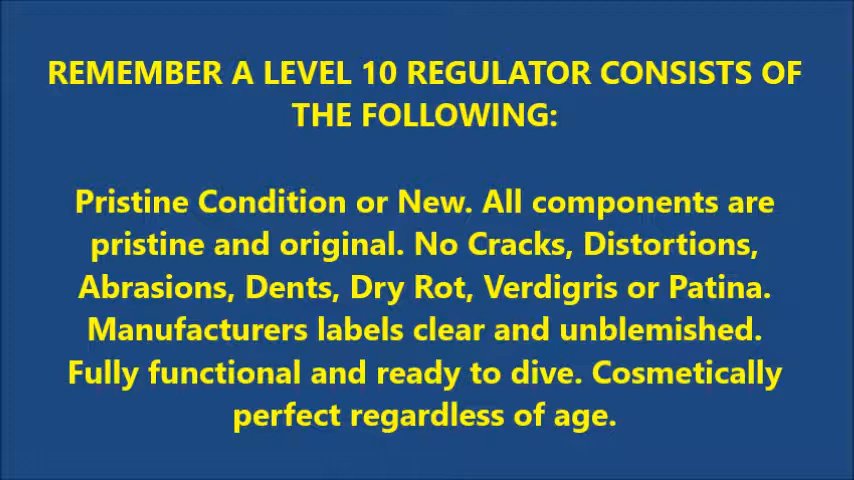 REMEMBER A LEVEL 10 REGULATOR CONSISTS OF
THE FOLLOWING:
Pristine Condition or New. All components are
pristine and original. No Cracks, Distortions,
Abrasions, Dents, Dry Rot, Verdigris or Patina.
Manufacturers labels clear and unblemished.
Fully functional and ready to dive. Cosmetically
perfect regardless of age.